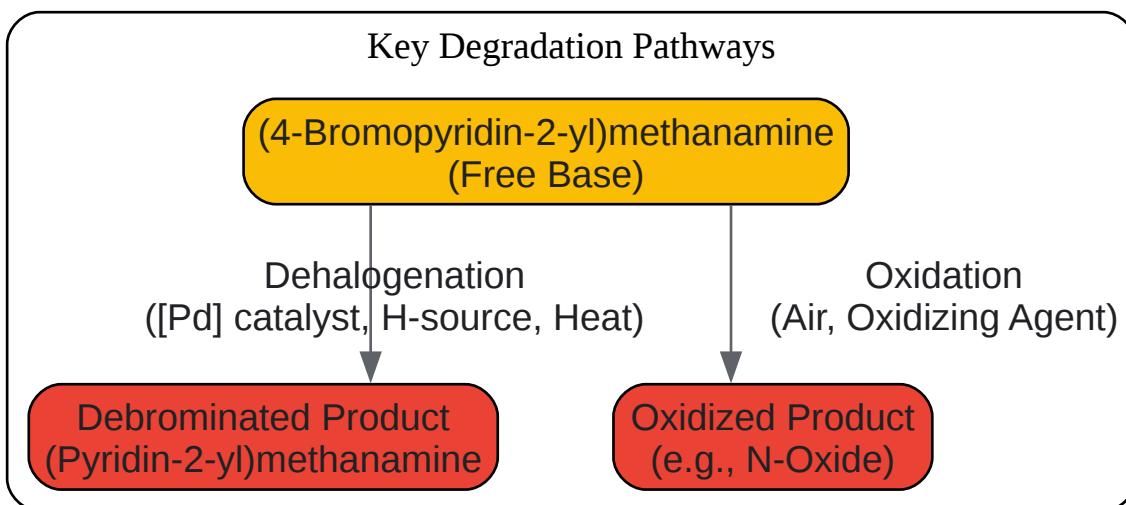 Key Degradation Pathways
(4-Bromopyridin-2-yl)methanamine
(Free Base)
Dehalogenation
([Pd] catalyst, H-source, Heat)
Oxidation
(Air, Oxidizing Agent)
Debrominated Product
(Pyridin-2-yl)methanamine
Oxidized Product
(e.g., N-Oxide)